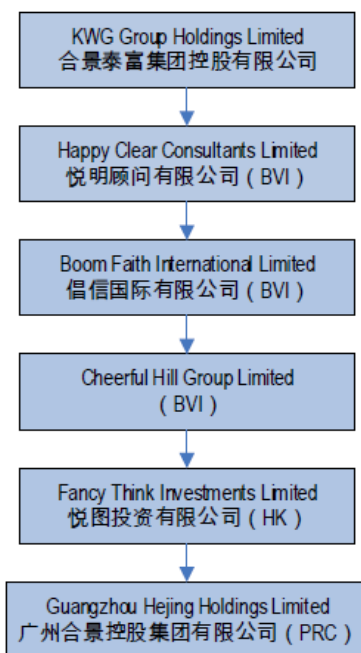 KWG Group Holdings Limited
合景泰富集团控股有限公司
Happy Clear Consultants Limited
悦明顾问有限公司（BVI）
Boom Faith International Limited
倡信国际有限公司（BVI）
Cheerful Hill Group Limited
（BVI）
Fancy Think Investments Limited
悦图投资有限公司（HK）
Guangzhou Hejing Holdings Limited
广州合景控股集团有限公司（PRC）